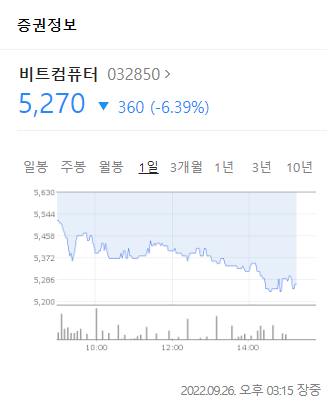 증권정보
비트컴퓨터 032850 >
5,270 ▼ 360 (-6.39%)
일봉 주봉 월봉 1일 3개월 1년 3년 10년
5,630
5,544
5,458
5,372
5,286
5,200
10:00 12:00 14:00
2022.09.26. 오후 03:15 장중